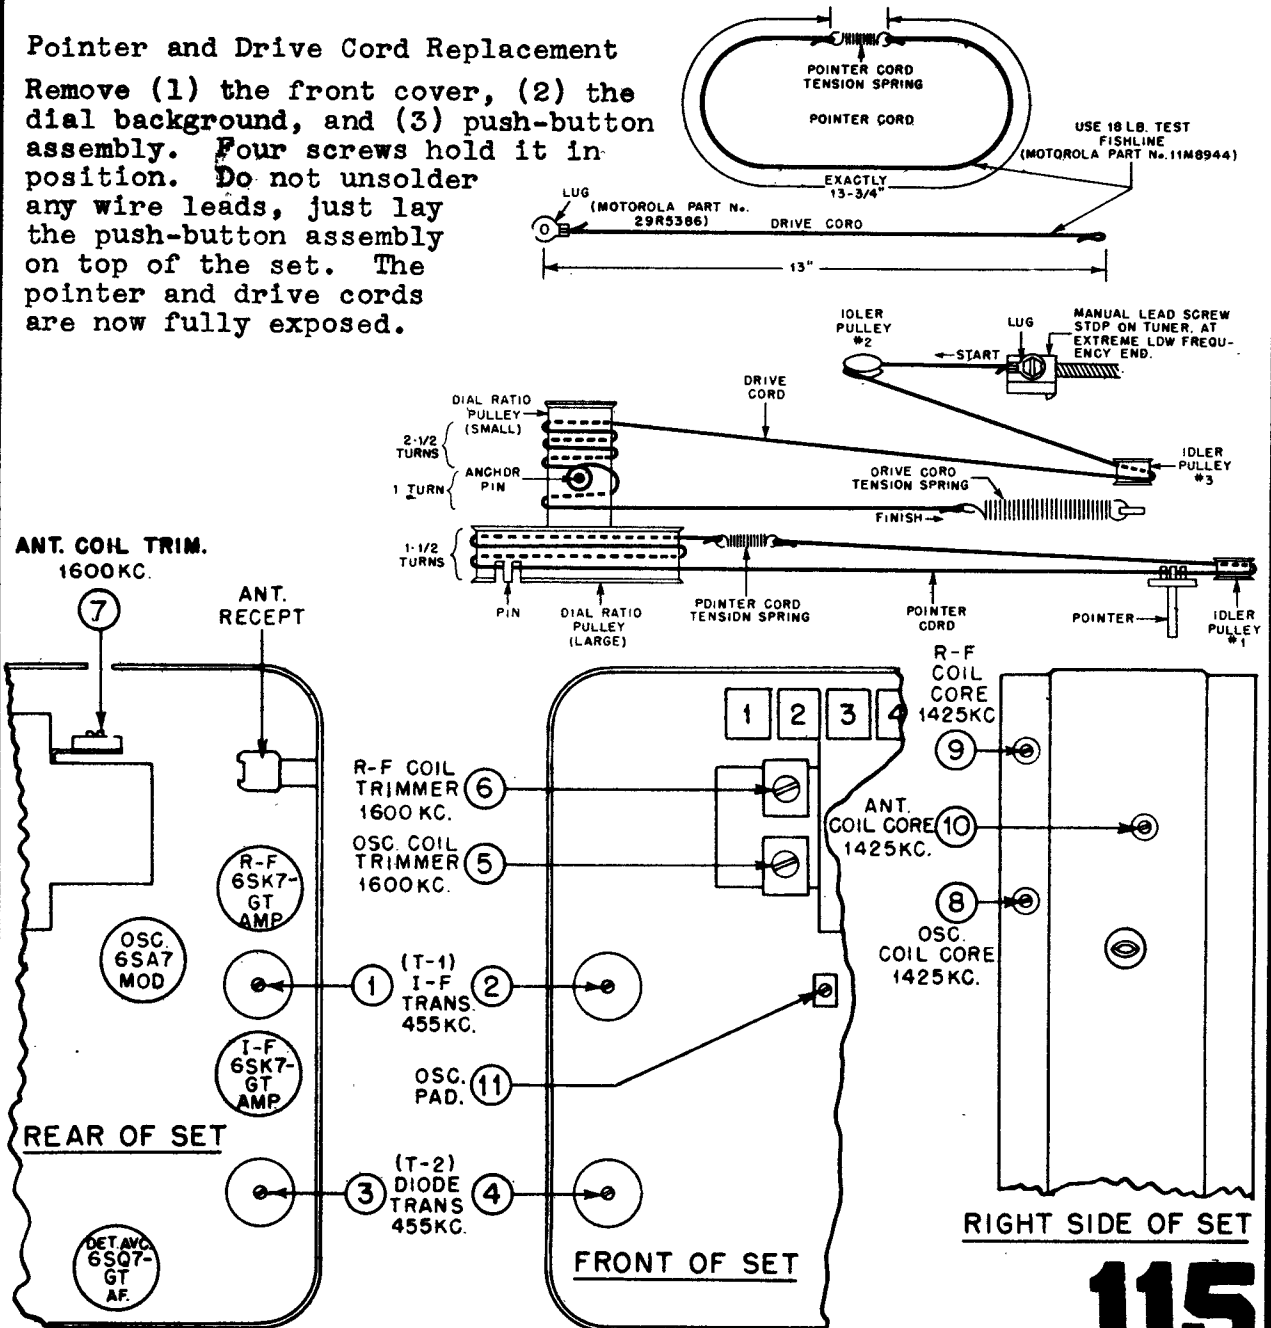 Pointer and Drive Cord Replacement
Remove (1) the front cover, (2) the
dial background, and (3) push-button
assembly. Four screws hold it in
position. Do not unsolder
any wire leads, just lay
the push-button assembly
on top of the set. The
pointer and drive cords
are now fully exposed.
POINTER CORD
TENSION SPRING
POINTER CORD
EXACTLY
13-3/4"
USE 18 LB. TEST
FISHLINE
(MOTOROLA PART No. 11M8944)
LUG
(MOTOROLA PART No.
29R5386)
DRIVE CORD
13"
IDLER
PULLEY
#2
START
LUG
MANUAL LEAD SCREW
STOP ON TUNER, AT
EXTREME LOW FREQU-
ENCY END.
DIAL RATIO
PULLEY
(SMALL)
2-1/2
TURNS
ANCHOR
PIN
1 TURN
DRIVE
CORD
DRIVE CORD
TENSION SPRING
FINISH
IDLER
PULLEY
#3
1-1/2
TURNS
PIN
DIAL RATIO
PULLEY
(LARGE)
POINTER CORD
TENSION SPRING
POINTER
CORD
POINTER
IDLER
PULLEY
#1
ANT. COIL TRIM.
1600KC.
7
ANT.
RECEPT
R-F
6SK7-
GT
AMP.
OSC.
6SA7
MOD
I-F
6SK7-
GT
AMP.
REAR OF SET
DET. AVC.
6SQ7-
GT
AF.
1
3
1 2 3 4
R-F COIL
TRIMMER
1600 KC.
6
OSC. COIL
TRIMMER
1600KC.
5
(T-1)
I-F
TRANS.
455KC.
2
OSC.
PAD.
11
(T-2)
DIODE
TRANS
455KC.
4
FRONT OF SET
R-F
COIL
CORE
1425KC
9
ANT.
COIL CORE
1425KC.
10
8
OSC.
COIL CORE
1425KC.
RIGHT SIDE OF SET
115